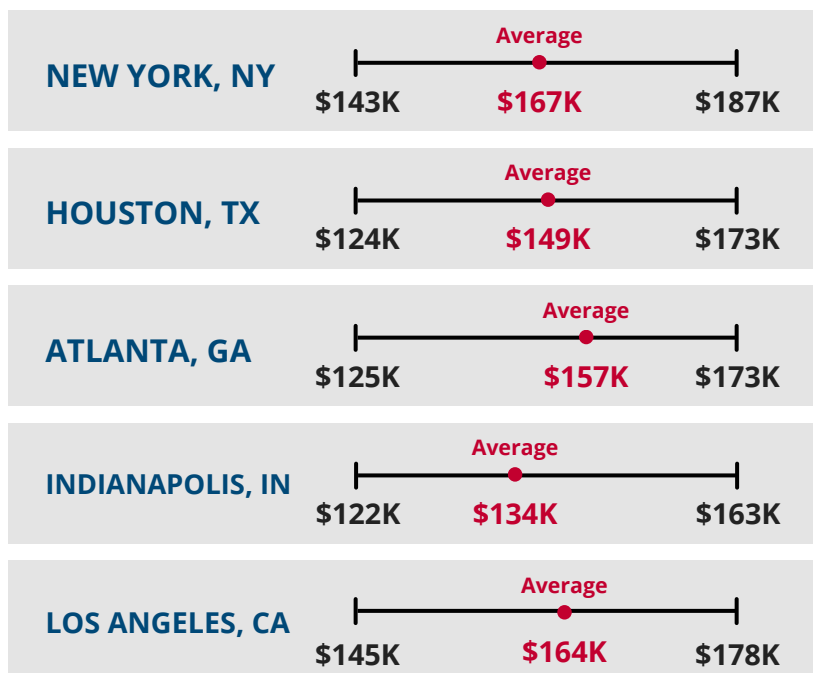 Average
NEW YORK, NY
$143K $167K $187K
Average
HOUSTON, TX
$124K $149K $173K
Average
ATLANTA, GA
$125K $157K $173K
Average
INDIANAPOLIS, IN
$122K $134K $163K
Average
LOS ANGELES, CA
$145K $164K $178K